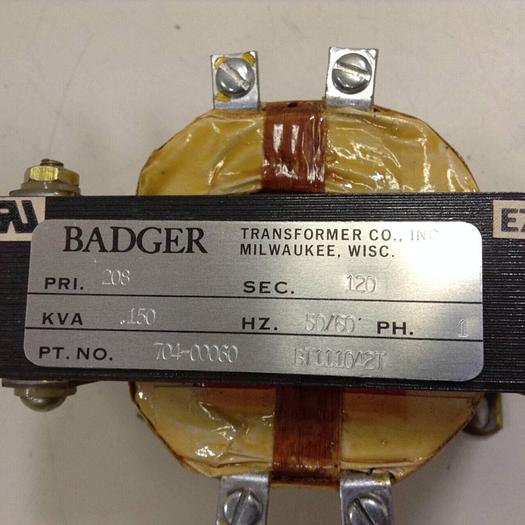 BADGER TRANSFORMER CO., INC
MILWAUKEE, WISC.
PRI. 208 SEC. 120
KVA .150 HZ. 50/60 PH. 1
PT. NO. 704-00060